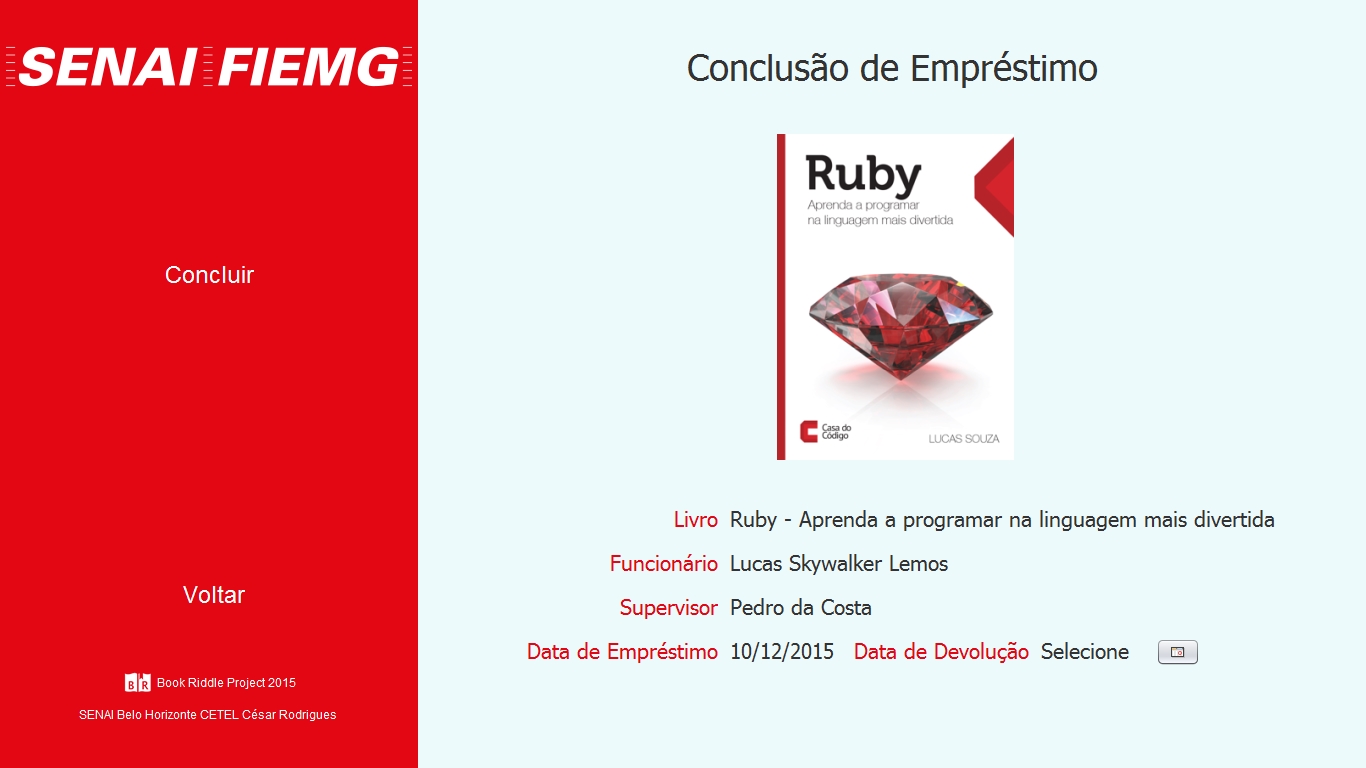 SENAI FIEMG
Concluir
Voltar
BR Book Riddle Project 2015
SENAI Belo Horizonte CETEL César Rodrigues
Conclusão de Empréstimo
Ruby
Aprenda a programar
na linguagem mais divertida
Casa do
Código
LUCAS SOUZA
Livro Ruby - Aprenda a programar na linguagem mais divertida
Funcionário Lucas Skywalker Lemos
Supervisor Pedro da Costa
Data de Empréstimo 10/12/2015 Data de Devolução Selecione